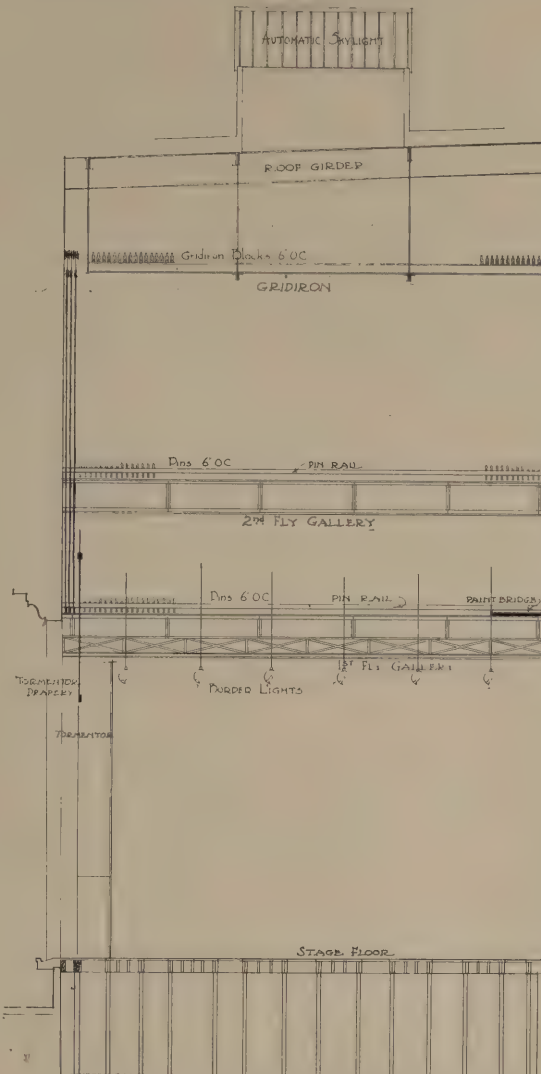 AUTOMATIC SKYLIGHT
ROOF GIRDER
Gridiron Blocks 6"OC
GRIDIRON
Pins 6"OC
PIN RAIL
2ND FLY GALLERY
Pins 6"OC
PIN RAIL
PAINT BRIDGE
1ST FLY GALLERY
TORMENTOR
DRAPERY
BORDER LIGHTS
TORMENTOR
STAGE FLOOR